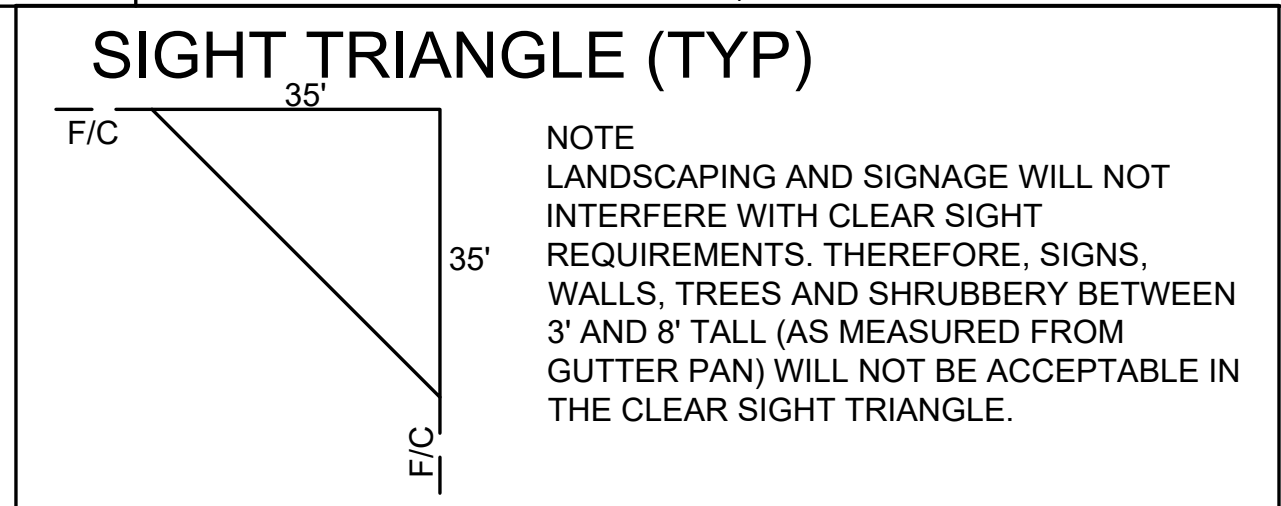 SIGHT TRIANGLE (TYP)
35'
F/C
35'
F/C
NOTE
LANDSCAPING AND SIGNAGE WILL NOT
INTERFERE WITH CLEAR SIGHT
REQUIREMENTS. THEREFORE, SIGNS,
WALLS, TREES AND SHRUBBERY BETWEEN
3' AND 8' TALL (AS MEASURED FROM
GUTTER PAN) WILL NOT BE ACCEPTABLE IN
THE CLEAR SIGHT TRIANGLE.